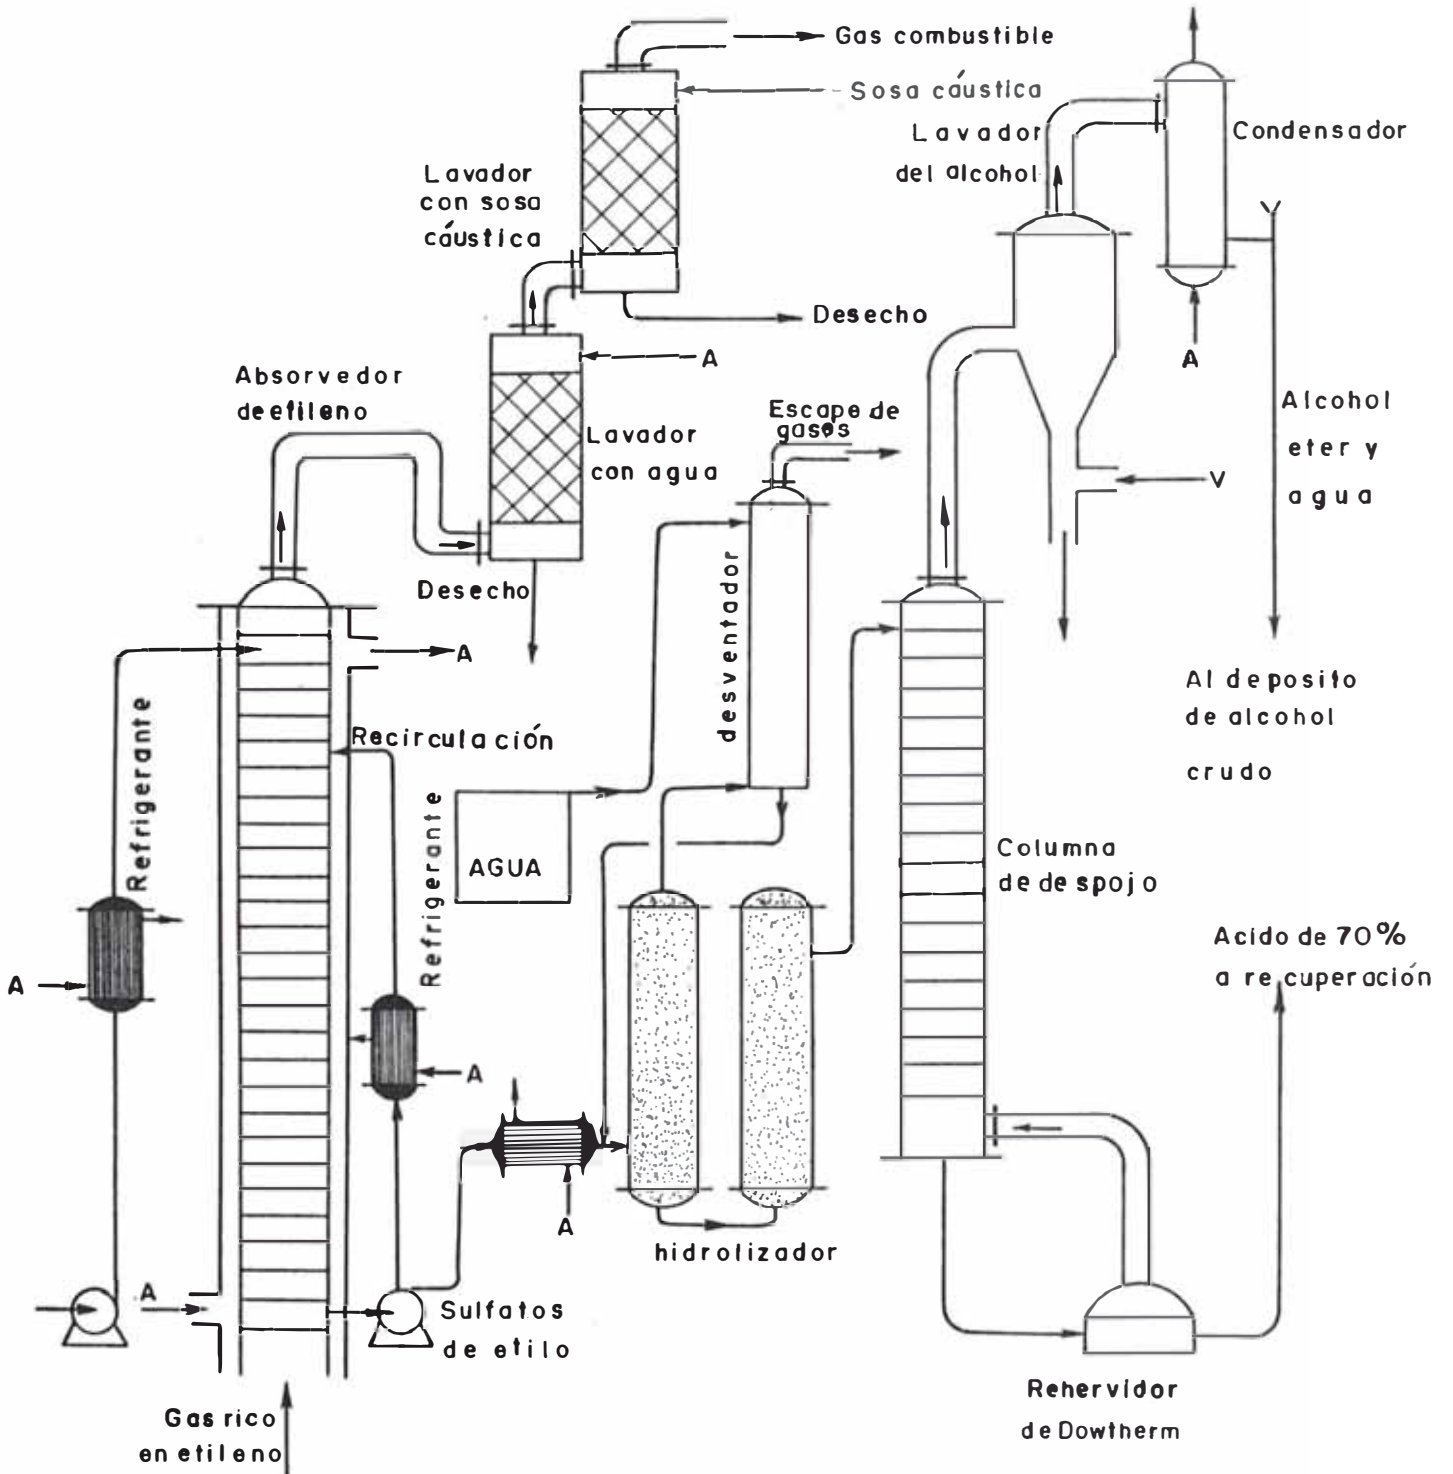 Gas combustible
Sosa cáustica
Lavador
del alcohol
Condensador
Lavador
con sosa
cáustica
Desecho
A
A
Absorvedor
de etileno
Lavador
con agua
Escape de
gases
Alcohol
eter y
agua
V
Desecho
desventador
A
Al deposito
de alcohol
crudo
Recirculación
Refrigerante
Refrigerante
AGUA
Columna
de despojo
Acido de 70%
a recuperación
A
A
A
hidrolizador
A
Sulfatos
de etilo
Rehervidor
de Dowtherm
Gas rico
en etileno